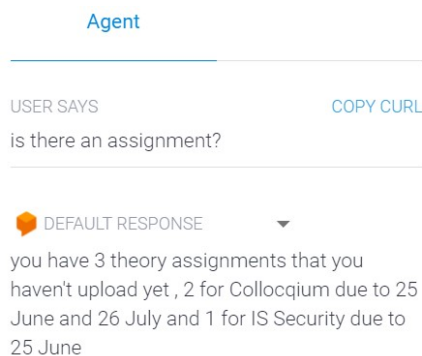 Agent
USER SAYS COPY CURL
is there an assignment?
DEFAULT RESPONSE
you have 3 theory assignments that you
haven't upload yet , 2 for Collocqium due to 25
June and 26 July and 1 for IS Security due to
25 June